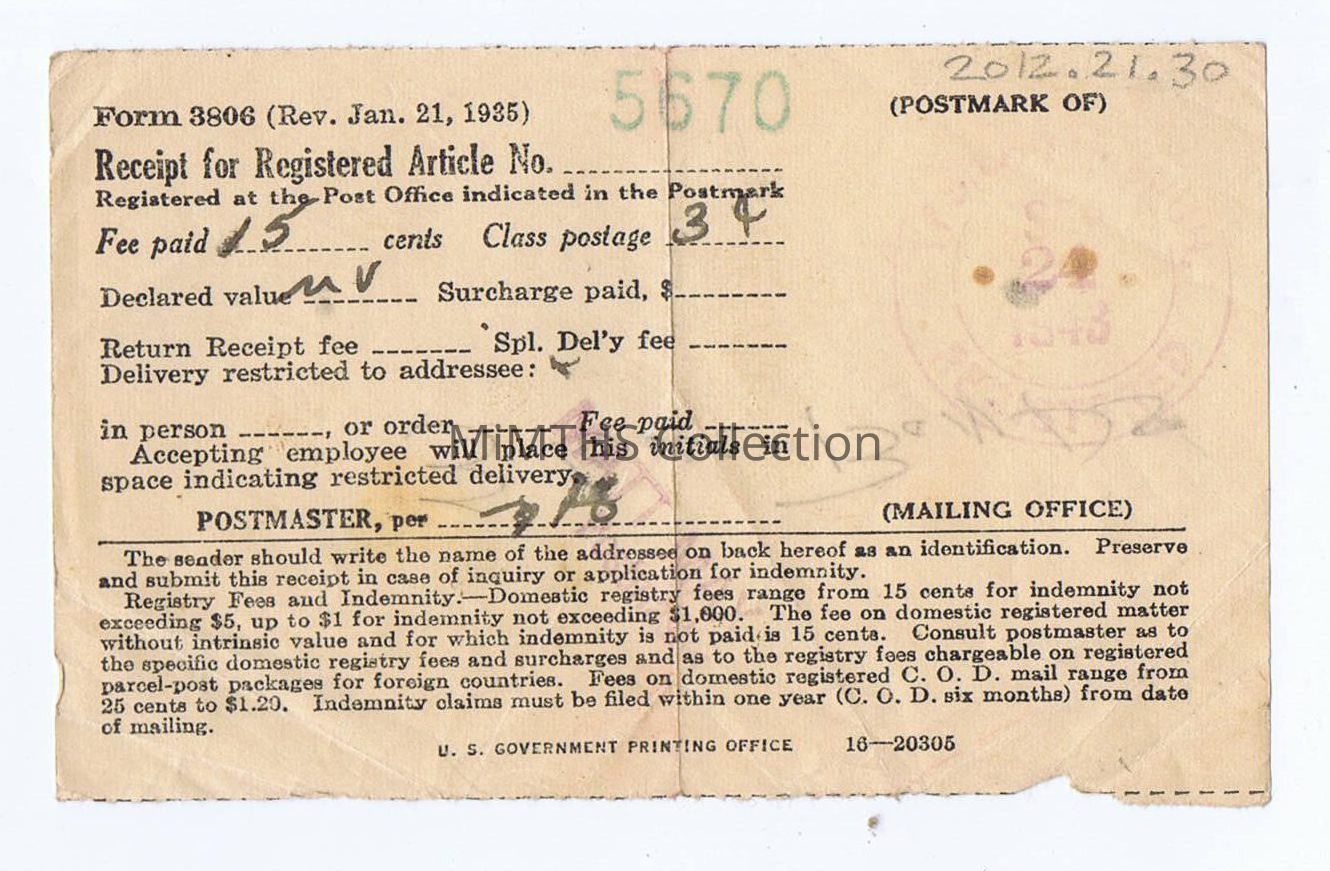 2012.21.30
5670
(POSTMARK OF)
Form 3806 (Rev. Jan. 21, 1935)
Receipt for Registered Article No.
Registered at the Post Office indicated in the Postmark
Fee paid 15 cents Class postage 3¢
Declared value nv Surcharge paid, $
Return Receipt fee Spl. Del'y fee
Delivery restricted to addressee:
in person , or order Fee paid
MiMTHS Collection
Accepting employee will place his initials in
space indicating restricted delivery.
POSTMASTER, per (MAILING OFFICE)
The sender should write the name of the addressee on back hereof as an identification. Preserve
and submit this receipt in case of inquiry or application for indemnity.
Registry Fees and Indemnity.—Domestic registry fees range from 15 cents for indemnity not
exceeding $5, up to $1 for indemnity not exceeding $1,000. The fee on domestic registered matter
without intrinsic value and for which indemnity is not paid is 15 cents. Consult postmaster as to
the specific domestic registry fees and surcharges and as to the registry fees chargeable on registered
parcel-post packages for foreign countries. Fees on domestic registered C. O. D. mail range from
25 cents to $1.20. Indemnity claims must be filed within one year (C. O. D. six months) from date
of mailing.
U. S. GOVERNMENT PRINTING OFFICE 16—20305